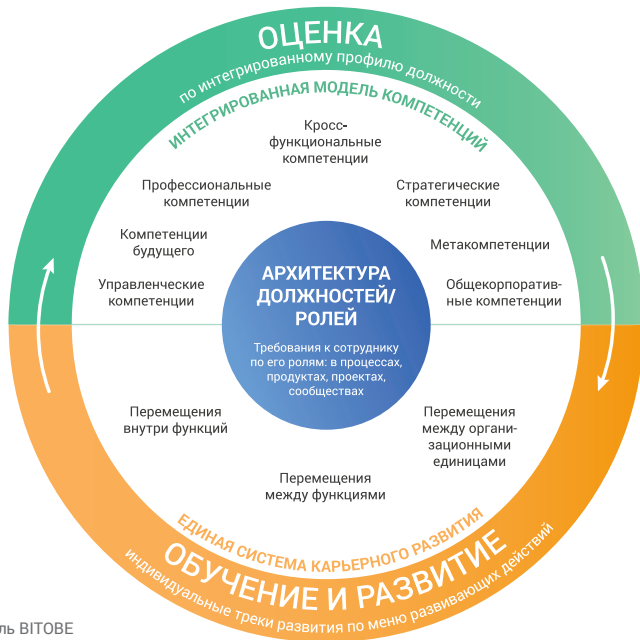 ОЦЕНКА
по интегрированному профилю должности
ИНТЕГРИРОВАННАЯ МОДЕЛЬ КОМПЕТЕНЦИЙ
Кросс-
функциональные
компетенции
Профессиональные
компетенции
Стратегические
компетенции
Компетенции
будущего
Метакомпетенции
Управленческие
компетенции
Общекорпоратив-
ные компетенции
АРХИТЕКТУРА
ДОЛЖНОСТЕЙ/
РОЛЕЙ
Требования к сотруднику
по его ролям: в процессах,
продуктах, проектах,
сообществах
Перемещения
внутри функций
Перемещения
между органи-
зационными
единицами
Перемещения
между функциями
ЕДИНАЯ СИСТЕМА КАРЬЕРНОГО РАЗВИТИЯ
ОБУЧЕНИЕ И РАЗВИТИЕ
индивидуальные треки развития по меню развивающих действий
ль BITOBE